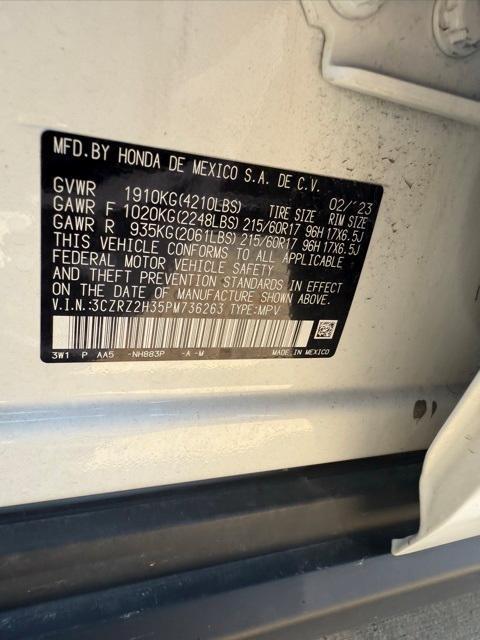 MFD.BY HONDA DE MEXICO S.A. DE C.V.
02/'23
GVWR 1910KG(4210LBS) TIRE SIZE RIM SIZE
GAWR F 1020KG(2248LBS) 215/60R17 96H 17X6.5J
GAWR R 935KG(2061LBS) 215/60R17 96H 17X6.5J
THIS VEHICLE CONFORMS TO ALL APPLICABLE
FEDERAL MOTOR VEHICLE SAFETY
AND THEFT PREVENTION STANDARDS IN EFFECT
ON THE DATE OF MANUFACTURE SHOWN ABOVE.
V.I.N.:3CZRZ2H35PM736263 TYPE:MPV
3W1 P AA5 -NH883P -A -M MADE IN MEXICO